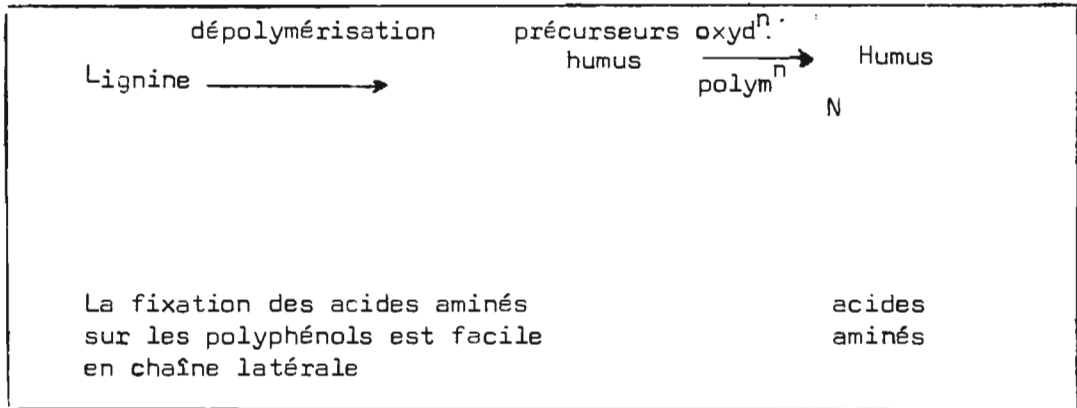 dépolymérisation précurseurs oxydⁿ.
Lignine humus polymⁿ Humus
N
La fixation des acides aminés acides
sur les polyphénols est facile aminés
en chaîne latérale